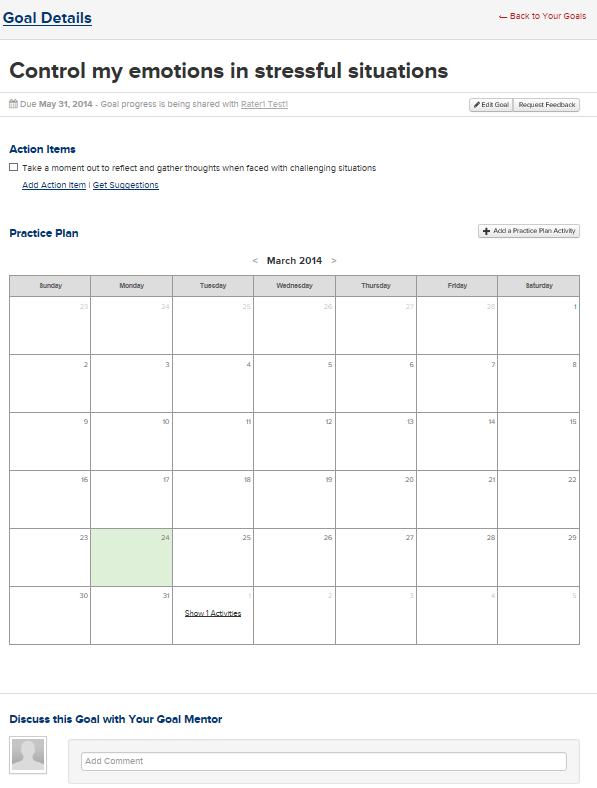 Goal Details
Back to Your Goals
Control my emotions in stressful situations
Due May 31, 2014 - Goal progress is being shared with Rater1 Test1
Edit Goal Request Feedback
Action Items
Take a moment out to reflect and gather thoughts when faced with challenging situations
Add Action Item | Get Suggestions
Practice Plan
+ Add a Practice Plan Activity
< March 2014 >
Sunday Monday Tuesday Wednesday Thursday Friday Saturday
23 24 25 26 27 28 1
2 3 4 5 6 7 8
9 10 11 12 13 14 15
16 17 18 19 20 21 22
23 24 25 26 27 28 29
30 31 1 2 3 4 5
Show 1 Activities
Discuss this Goal with Your Goal Mentor
Add Comment